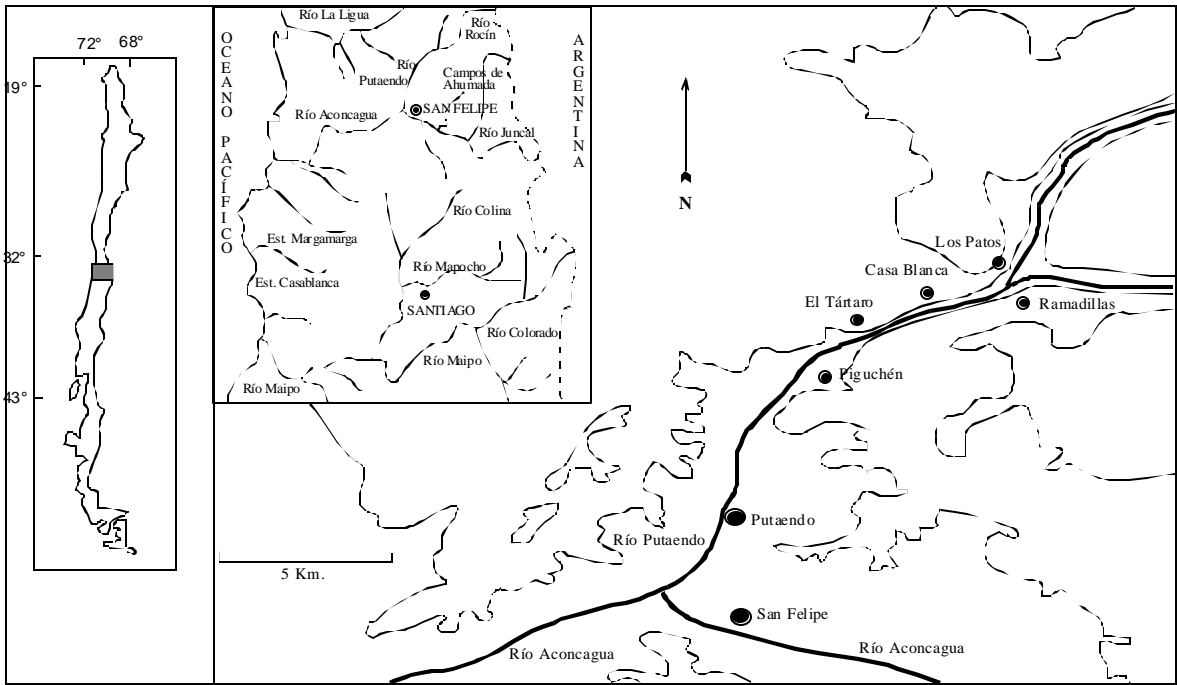 72° 68°
19°
32°
43°
OCEANO PACÍFICO
ARGENTINA
Río La Ligua
Río
Rocín
Río
Putaendo
Campos de
Ahumada
SAN FELIPE
Río Aconcagua
Río Juncal
Río Colina
Est. Margamarga
Río Mapocho
Est. Casablanca
SANTIAGO
Río Colorado
Río Maipo
Río Maipo
N
Los Patos
Casa Blanca
El Tártaro
Ramadillas
Piguchén
Putaendo
Río Putaendo
5 Km.
San Felipe
Río Aconcagua
Río Aconcagua